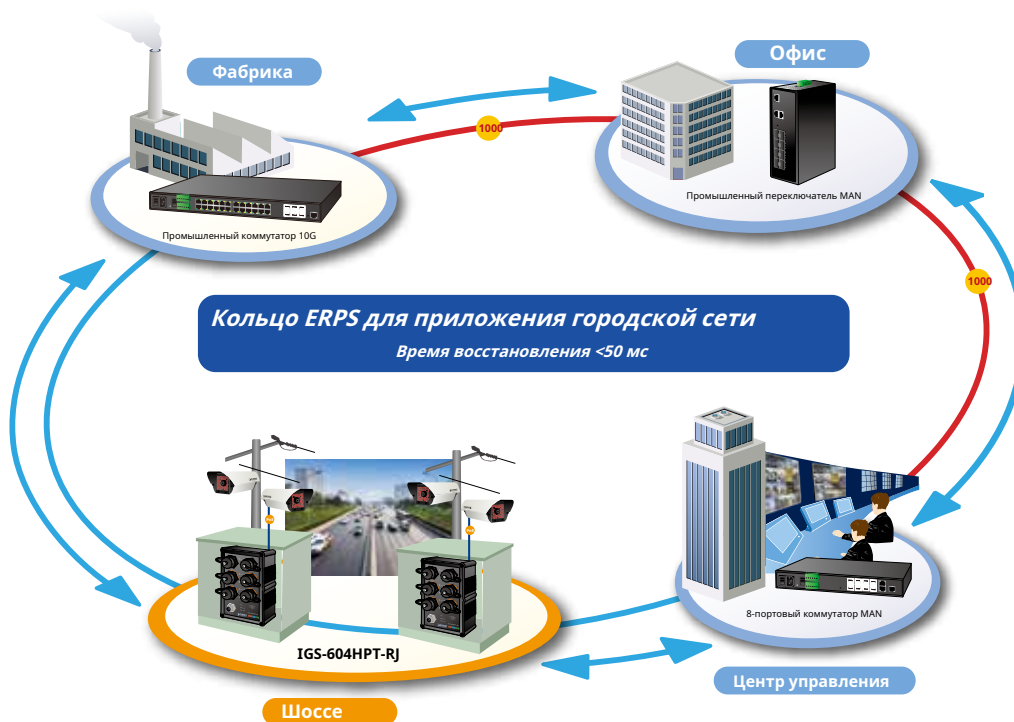 Фабрика
Офис
1000
Промышленный переключатель MAN
Промышленный коммутатор 10G
1000
Кольцо ERPS для приложения городской сети
Время восстановления <50 мс
8-портовый коммутатор MAN
IGS-604HPT-RJ
Центр управления
Шоссе